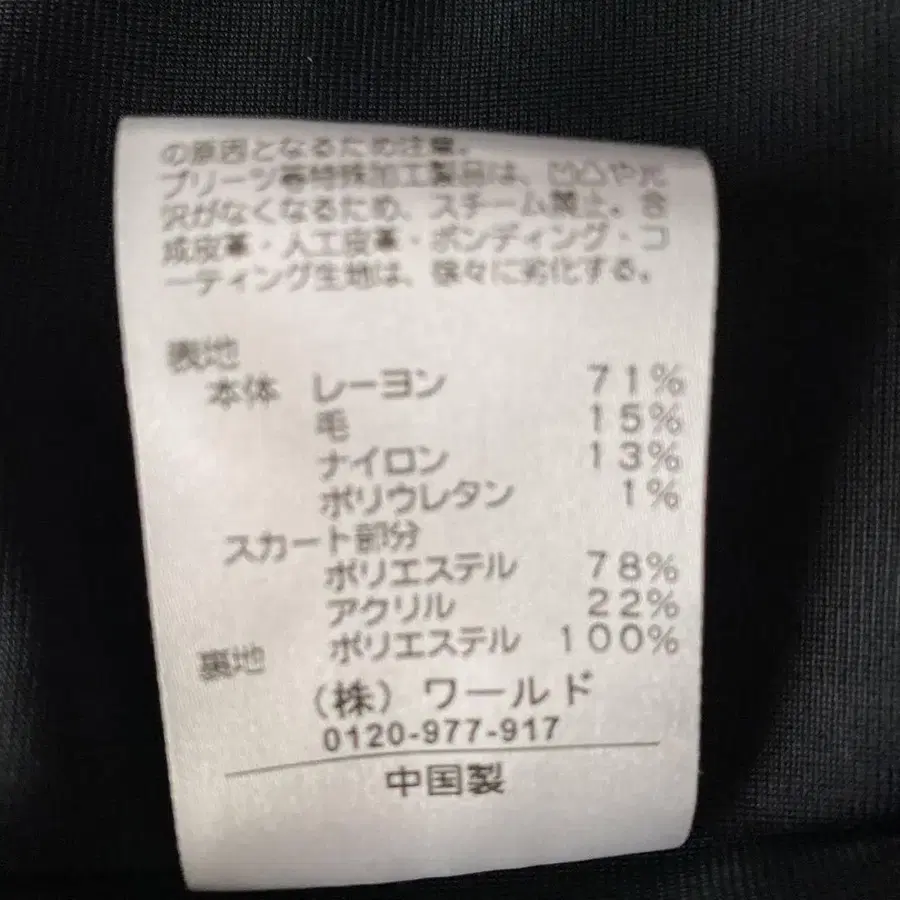 の原因となるため注意。
プリーツ等特殊加工製品は、凹凸や光
沢がなくなるため、スチーム禁止。合
成皮革・人工皮革・ボンディング・コ
ーティング生地は、徐々に劣化する。
表地
本体 レーヨン 71%
毛 15%
ナイロン 13%
ポリウレタン 1%
スカート部分
ポリエステル 78%
アクリル 22%
裏地 ポリエステル 100%
(株) ワールド
0120-977-917
中国製